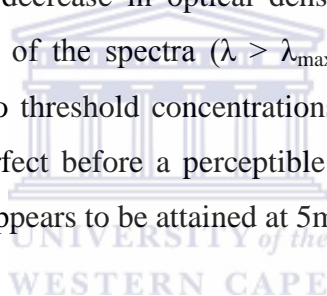 decrease in optical dens
of the spectra (λ > λmax
o threshold concentration
rfect before a perceptible
ppears to be attained at 5m
UNIVERSITY of the
WESTERN CAPE